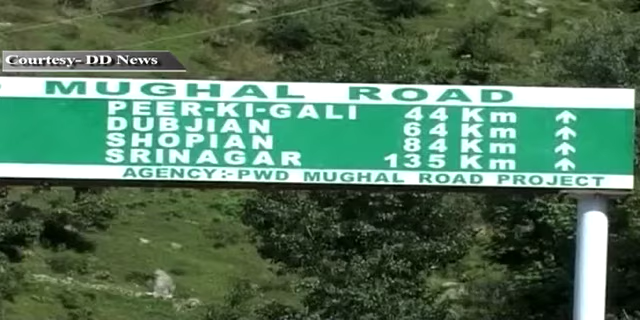 Courtesy- DD News
MUGHAL ROAD
PEER-KI-GALI 44 Km ↑
DUBJIAN 64 Km ↑
SHOPIAN 84 Km ↑
SRINAGAR 135 Km ↑
AGENCY:-PWD MUGHAL ROAD PROJECT